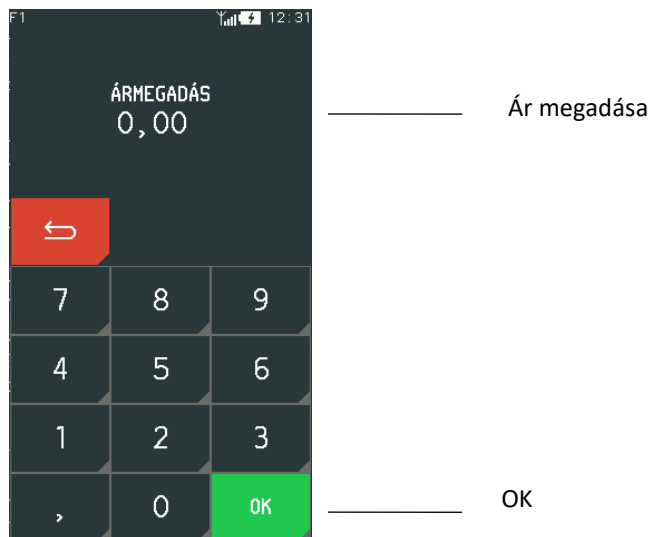 F1 12:31
ÁRMEGADÁS
0,00
Ár megadása
7 8 9
4 5 6
1 2 3
, 0 OK
OK